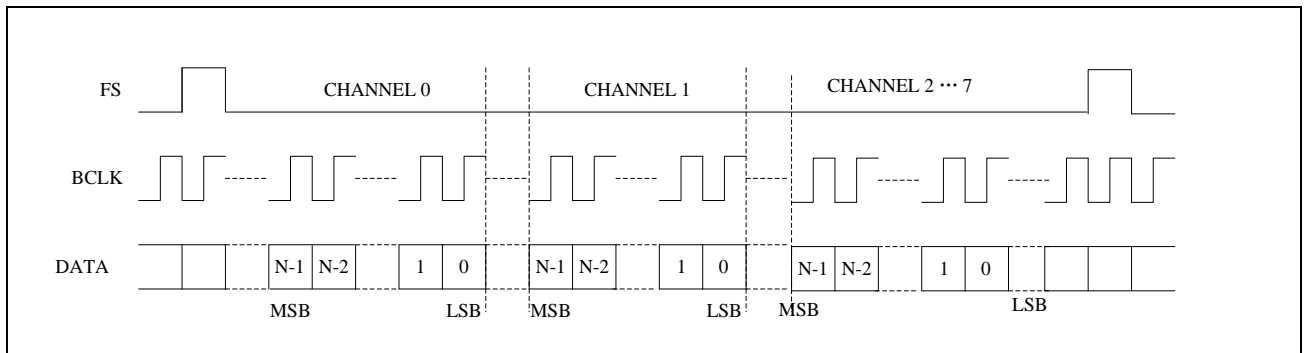 FS CHANNEL 0 CHANNEL 1 CHANNEL 2 ··· 7
BCLK
DATA N-1 N-2 1 0 N-1 N-2 1 0 N-1 N-2 1 0
MSB LSB MSB LSB MSB LSB